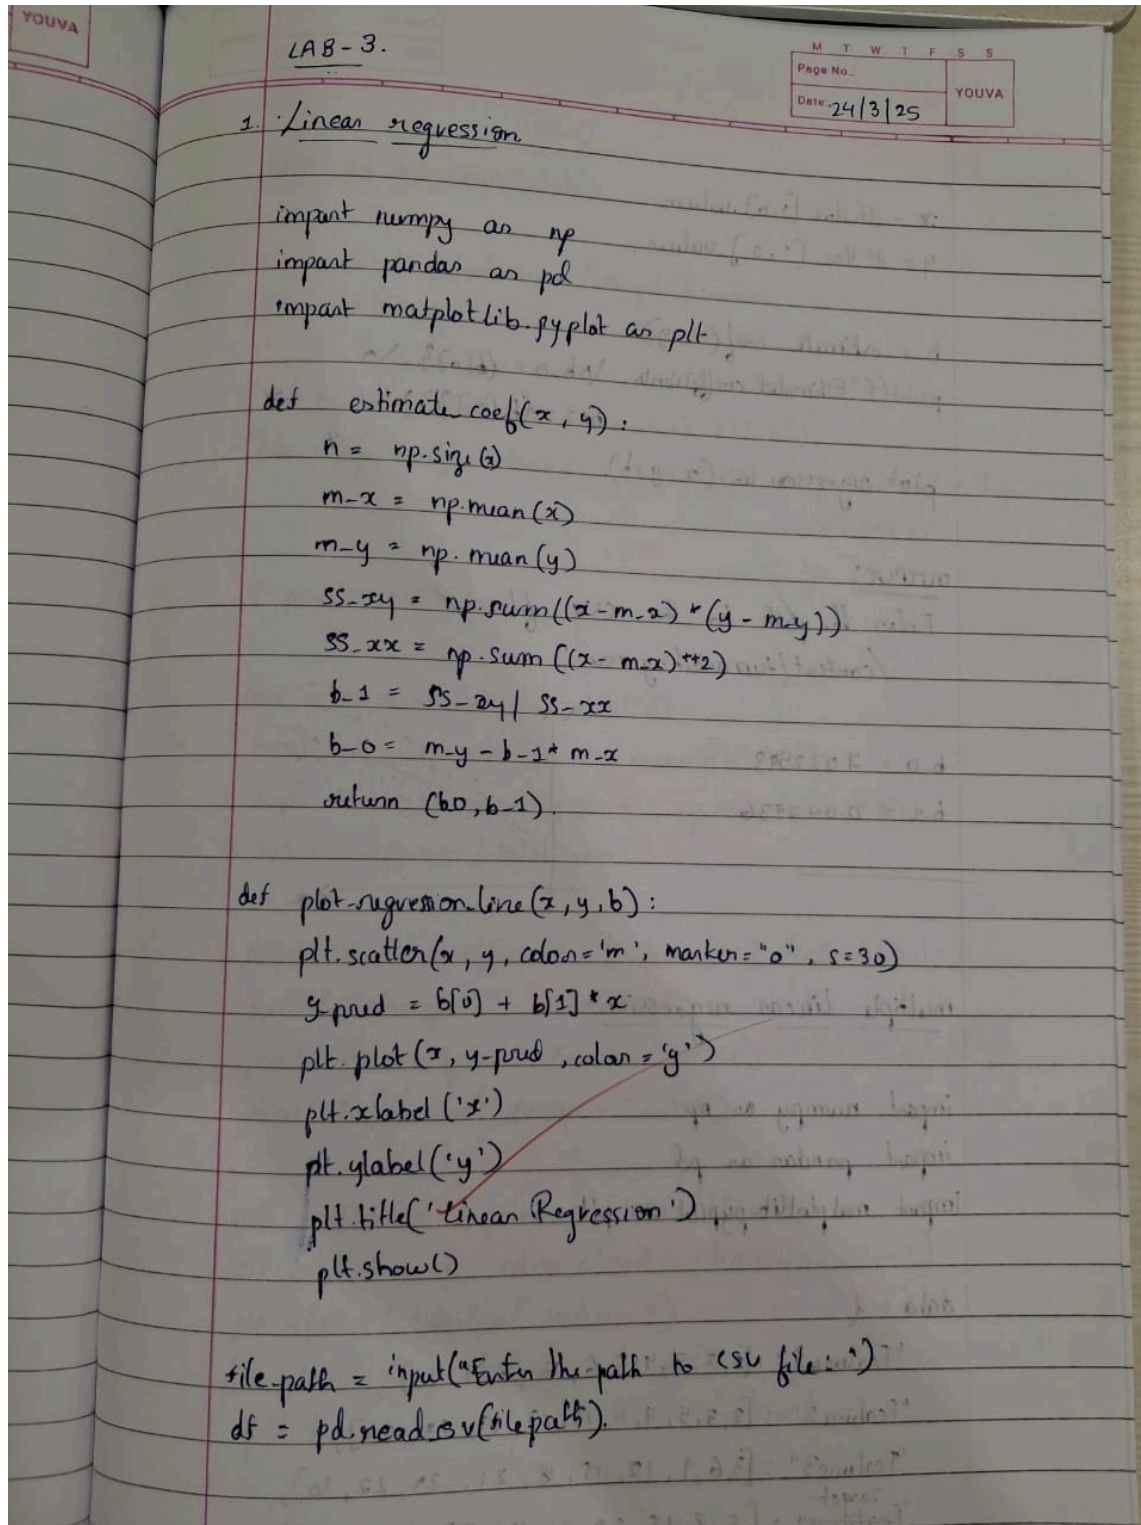 YOUVA
LAB-3.
M T W T F S S
Page No.:
Date: 24/3/25
YOUVA
1. Linear regression
import numpy as np
import pandas as pd
import matplotlib.pyplot as plt
def estimate_coef(x, y):
n = np.size(x)
m_x = np.mean(x)
m_y = np.mean(y)
ss_xy = np.sum((x - m_x) * (y - m_y))
ss_xx = np.sum((x - m_x)**2)
b_1 = ss_xy / ss_xx
b_0 = m_y - b_1 * m_x
return (b0, b_1).
def plot_regression_line(x, y, b):
plt.scatter(x, y, color='m', marker="o", s=30)
y_pred = b[0] + b[1] * x
plt.plot(x, y_pred, color='g')
plt.xlabel('x')
plt.ylabel('y')
plt.title('Linear Regression')
plt.show()
file_path = input("Enter the path to csv file: ")
df = pd.read_csv(filepath).